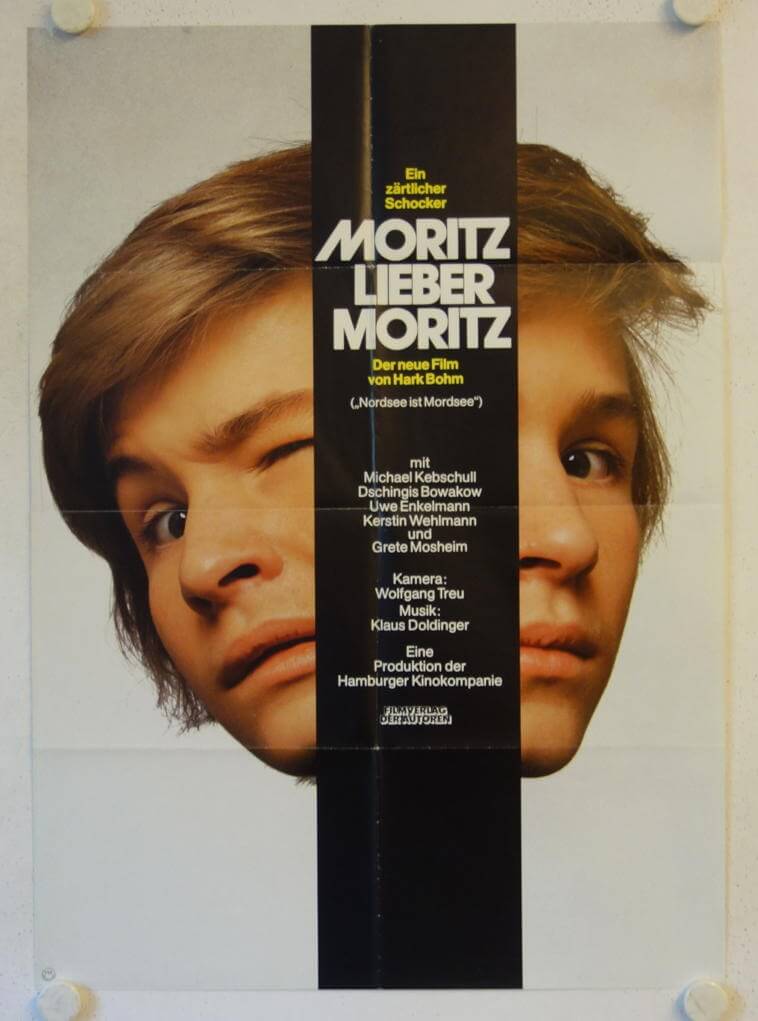 Ein
zärtlicher
Schocker
MORITZ
LIEBER
MORITZ
Der neue Film
von Hark Bohm
(„Nordsee ist Mordsee")
mit
Michael Kebschull
Dschingis Bowakow
Uwe Enkelmann
Kerstin Wehlmann
und
Grete Mosheim
Kamera:
Wolfgang Treu
Musik:
Klaus Doldinger
Eine
Produktion der
Hamburger Kinokompanie
FILMVERLAG
DER AUTOREN